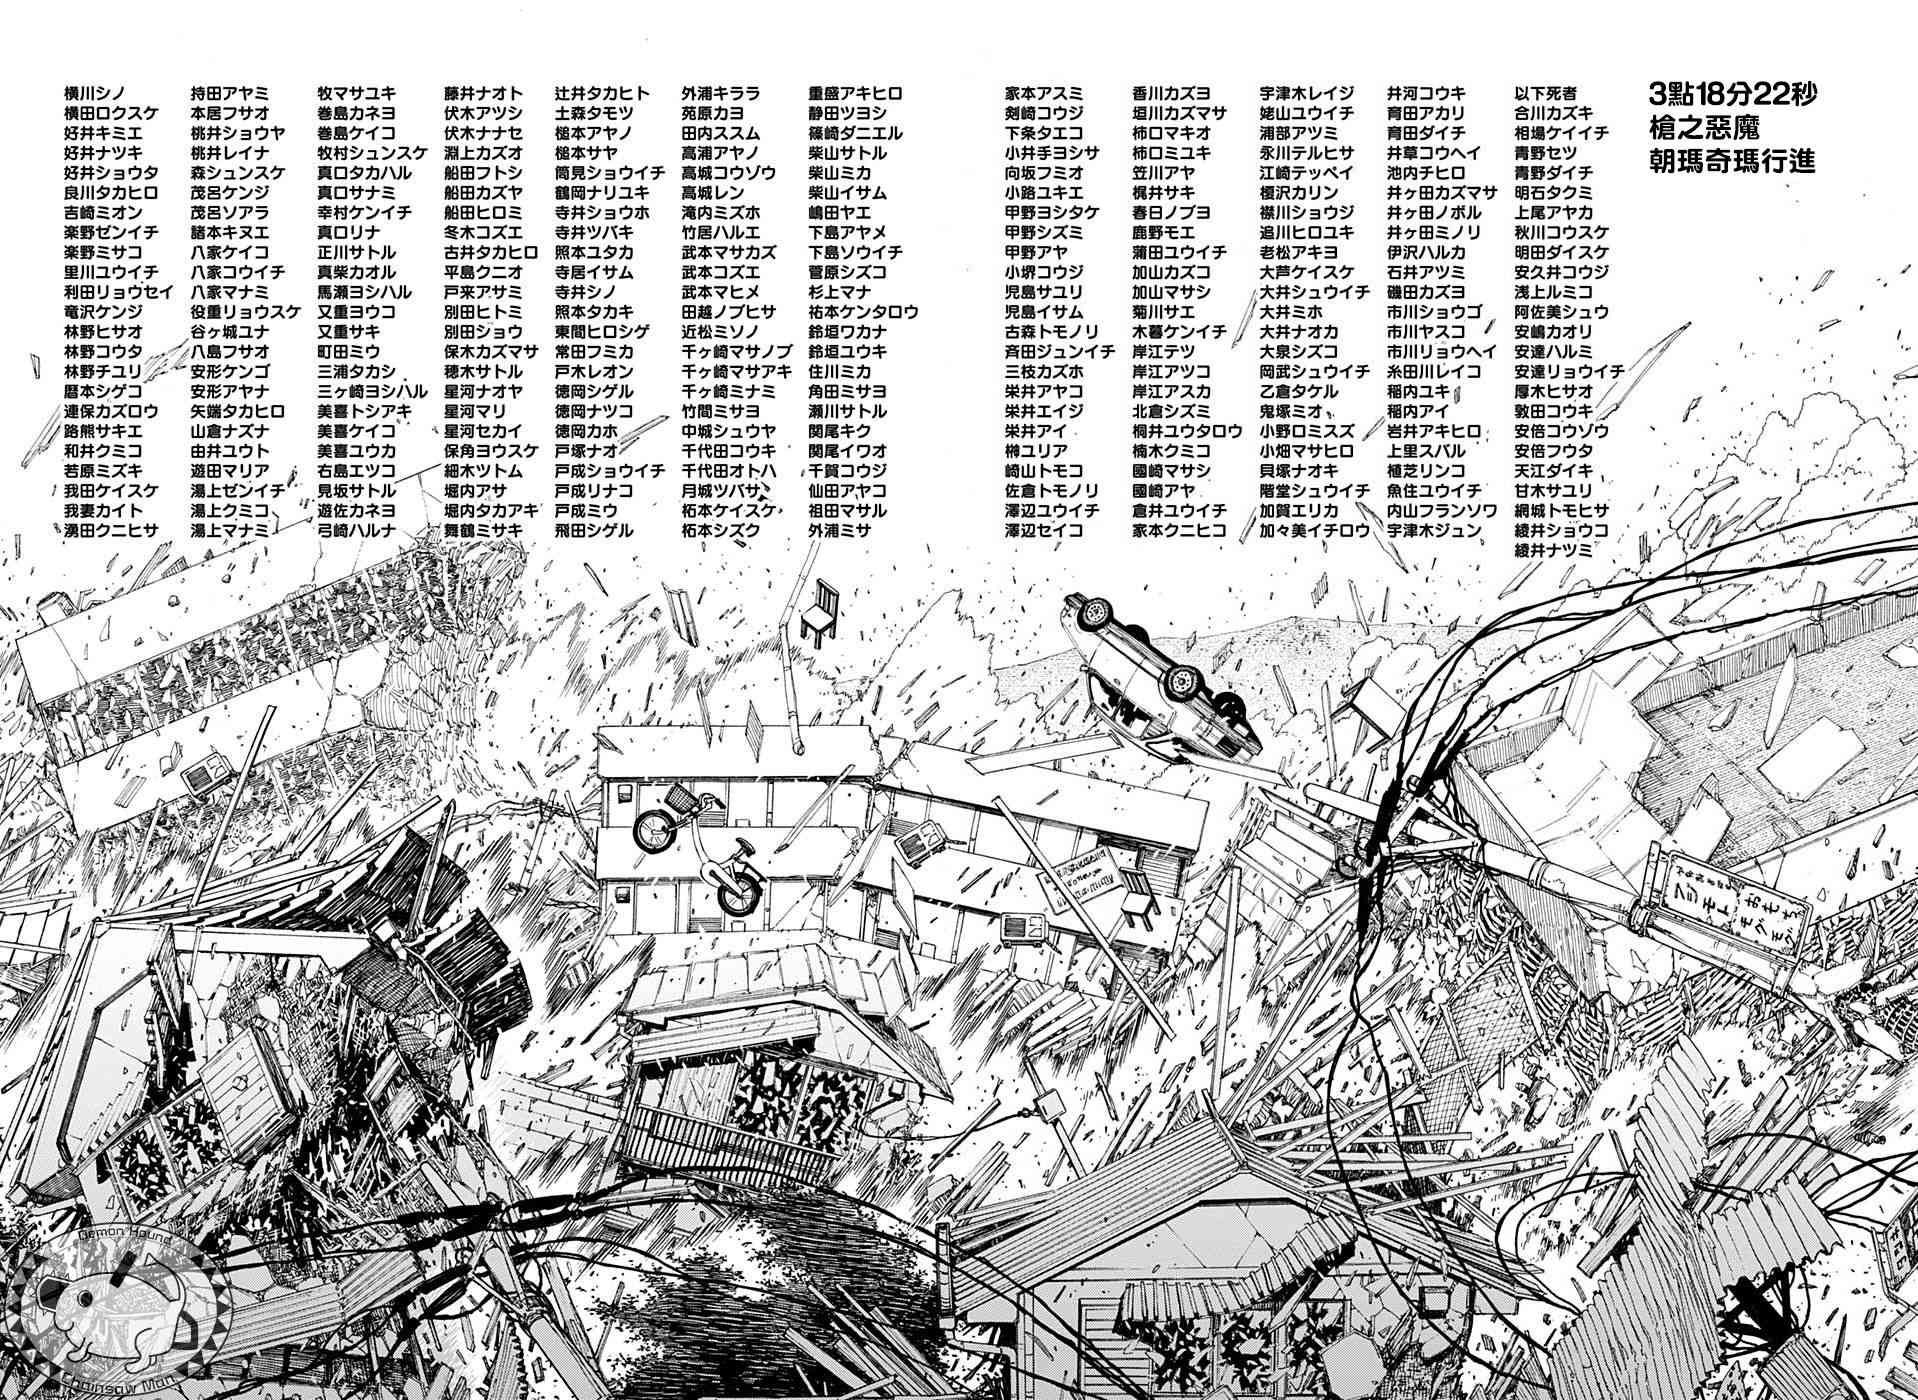 3點18分22秒
槍之惡魔
朝瑪奇瑪行進
以下死者
合川カズキ
相場ケイイチ
青野セツ
青野ダイチ
明石タクミ
上尾アヤカ
秋川コウスケ
明田ダイスケ
安久井コウジ
浅上ルミコ
阿佐美シュウ
安嶋カオリ
安達ハルミ
安達リョウイチ
厚木ヒサオ
敦田コウキ
安倍コウゾウ
安倍フウタ
天江ダイキ
甘木サユリ
網城トモヒサ
綾井ショウコ
綾井ナツミ
井河コウキ
育田アカリ
育田ダイチ
井草コウヘイ
池内チヒロ
井ヶ田カズマサ
井ヶ田ノボル
井ヶ田ミノリ
伊沢ハルカ
石井アツミ
磯田カズヨ
市川ショウゴ
市川ヤスコ
市川リョウヘイ
糸田川レイコ
稲内ユキ
稲内アイ
岩井アキヒロ
上里スバル
植芝リンコ
魚住ユウイチ
内山フランソワ
宇津木ジュン
宇津木レイジ
姥山ユウイチ
浦部アツミ
永川テルヒサ
江崎テッペイ
榎沢カリン
襟川ショウジ
追川ヒロユキ
老松アキヨ
大芦ケイスケ
大井シュウイチ
大井ミホ
大井ナオカ
大泉シズコ
岡武シュウイチ
乙倉タケル
鬼塚ミオ
小野口ミスズ
小畑マサヒロ
貝塚ナオキ
階堂シュウイチ
加賀エリカ
加々美イチロウ
香川カズヨ
垣川カズマサ
柿口マキオ
柿口ミユキ
笠川アヤ
梶井サキ
春日ノブヨ
鹿野モエ
蒲田ユウイチ
加山カズコ
加山マサシ
菊川サエ
木暮ケンイチ
岸江テツ
岸江アツコ
岸江アスカ
北倉シズミ
桐井ユウタロウ
楠木クミコ
國崎マサシ
國崎アヤ
倉井ユウイチ
家本クニヒコ
家本アスミ
剣崎コウジ
下条タエコ
小井手ヨシサ
向坂フミオ
小路ユキエ
甲野ヨシタケ
甲野シズミ
甲野アヤ
小堺コウジ
児島サユリ
児島イサム
古森トモノリ
斉田ジュンイチ
三枝カズホ
栄井アヤコ
栄井エイジ
栄井アイ
榊ユリア
崎山トモコ
佐倉トモノリ
澤辺ユウイチ
澤辺セイコ
重盛アキヒロ
静田ツヨシ
篠崎ダニエル
柴山サトル
柴山ミカ
柴山イサム
嶋田ヤエ
下島アヤメ
下島ソウイチ
菅原シズコ
杉上マナ
祐本ケンタロウ
鈴垣ワカナ
鈴垣ユウキ
住川ミカ
角田ミサヨ
瀬川サトル
関尾キク
関尾イワオ
千賀コウジ
仙田アヤコ
祖田マサル
外浦ミサ
外浦キララ
苑原カヨ
田内ススム
高浦アヤノ
高城コウゾウ
高城レン
滝内ミズホ
竹居ハルエ
武本マサカズ
武本コズエ
武本マヒメ
田越ノブヒサ
近松ミソノ
千ヶ崎マサノブ
千ヶ崎マサアキ
千ヶ崎ミナミ
竹間ミサヨ
中城シュウヤ
千代田コウキ
千代田オトハ
月城ツバサ
柘本ケイスケ
柘本シズク
辻井タカヒト
土森タモツ
槌本アヤノ
槌本サヤ
筒見ショウイチ
鶴岡ナリユキ
寺井ショウホ
寺井ツバキ
照本ユタカ
寺居イサム
寺井シノ
照本タカキ
東間ヒロシゲ
常田フミカ
戸木レオン
徳岡シゲル
徳岡ナツコ
徳岡カホ
戸塚ナオ
戸成ショウイチ
戸成リナコ
戸成ミウ
飛田シゲル
藤井ナオト
伏木アツシ
伏木ナナセ
淵上カズオ
船田フトシ
船田カズヤ
船田ヒロミ
冬木コズエ
古井タカヒロ
平島クニオ
戸来アサミ
別田ヒトミ
別田ショウ
保木カズマサ
穂木サトル
星河ナオヤ
星河マリ
星河セカイ
保角ヨウスケ
細木ツトム
堀内アサ
堀内タカアキ
舞鶴ミサキ
牧マサユキ
巻島カネヨ
巻島ケイコ
牧村シュンスケ
真口タカハル
真口サナミ
幸村ケンイチ
真口リナ
正川サトル
真柴カオル
馬瀬ヨシハル
又重ヨウコ
又重サキ
町田ミウ
三浦タカシ
三ヶ崎ヨシハル
美喜トシアキ
美喜ケイコ
美喜ユウカ
右島エツコ
見坂サトル
遊佐カネヨ
弓崎ハルナ
持田アヤミ
本居フサオ
桃井ショウヤ
桃井レイナ
森シュンスケ
茂呂ケンジ
茂呂ソアラ
諸本キヌエ
八家ケイコ
八家コウイチ
八家マナミ
役重リョウスケ
谷ヶ城ユナ
八島フサオ
安形ケンゴ
安形アヤナ
矢端タカヒロ
山倉ナズナ
由井ユウト
遊田マリア
湯上ゼンイチ
湯上クミコ
湯上マナミ
横川シノ
横田ロクスケ
好井キミエ
好井ナツキ
好井ショウタ
良川タカヒロ
吉崎ミオン
楽野ゼンイチ
楽野ミサコ
里川ユウイチ
利田リョウセイ
竜沢ケンジ
林野ヒサオ
林野コウタ
林野チユリ
暦本シゲコ
連保カズロウ
路熊サキエ
和井クミコ
若原ミズキ
我田ケイスケ
我妻カイト
湧田クニヒサ
おもちゃ
モクモク
フジモト
Demon Hound
Chainsaw Man